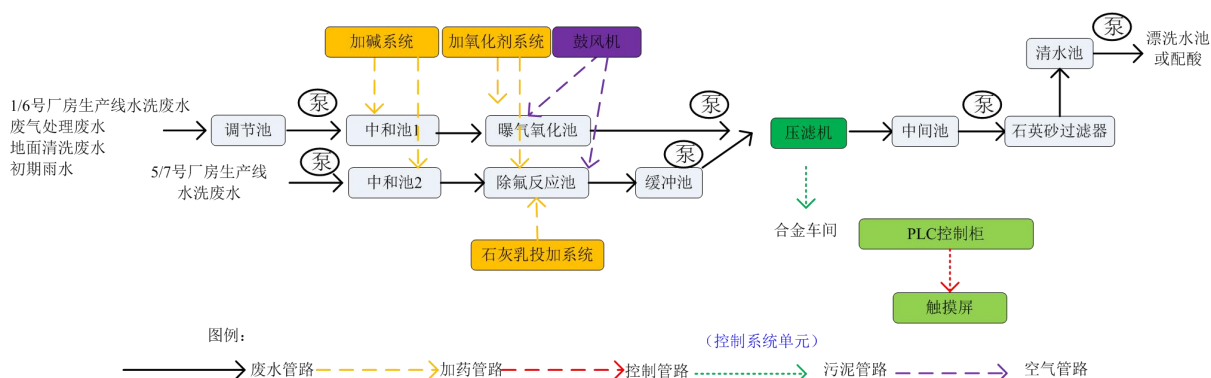 加碱系统
加氧化剂系统
鼓风机
泵
漂洗水池
或配酸
清水池
1/6号厂房生产线水洗废水
废气处理废水
地面清洗废水
初期雨水
泵
调节池
中和池1
曝气氧化池
泵
压滤机
中间池
泵
石英砂过滤器
5/7号厂房生产线
水洗废水
泵
中和池2
除氟反应池
泵
缓冲池
合金车间
PLC控制柜
石灰乳投加系统
触摸屏
图例:
(控制系统单元)
废水管路
加药管路
控制管路
污泥管路
空气管路